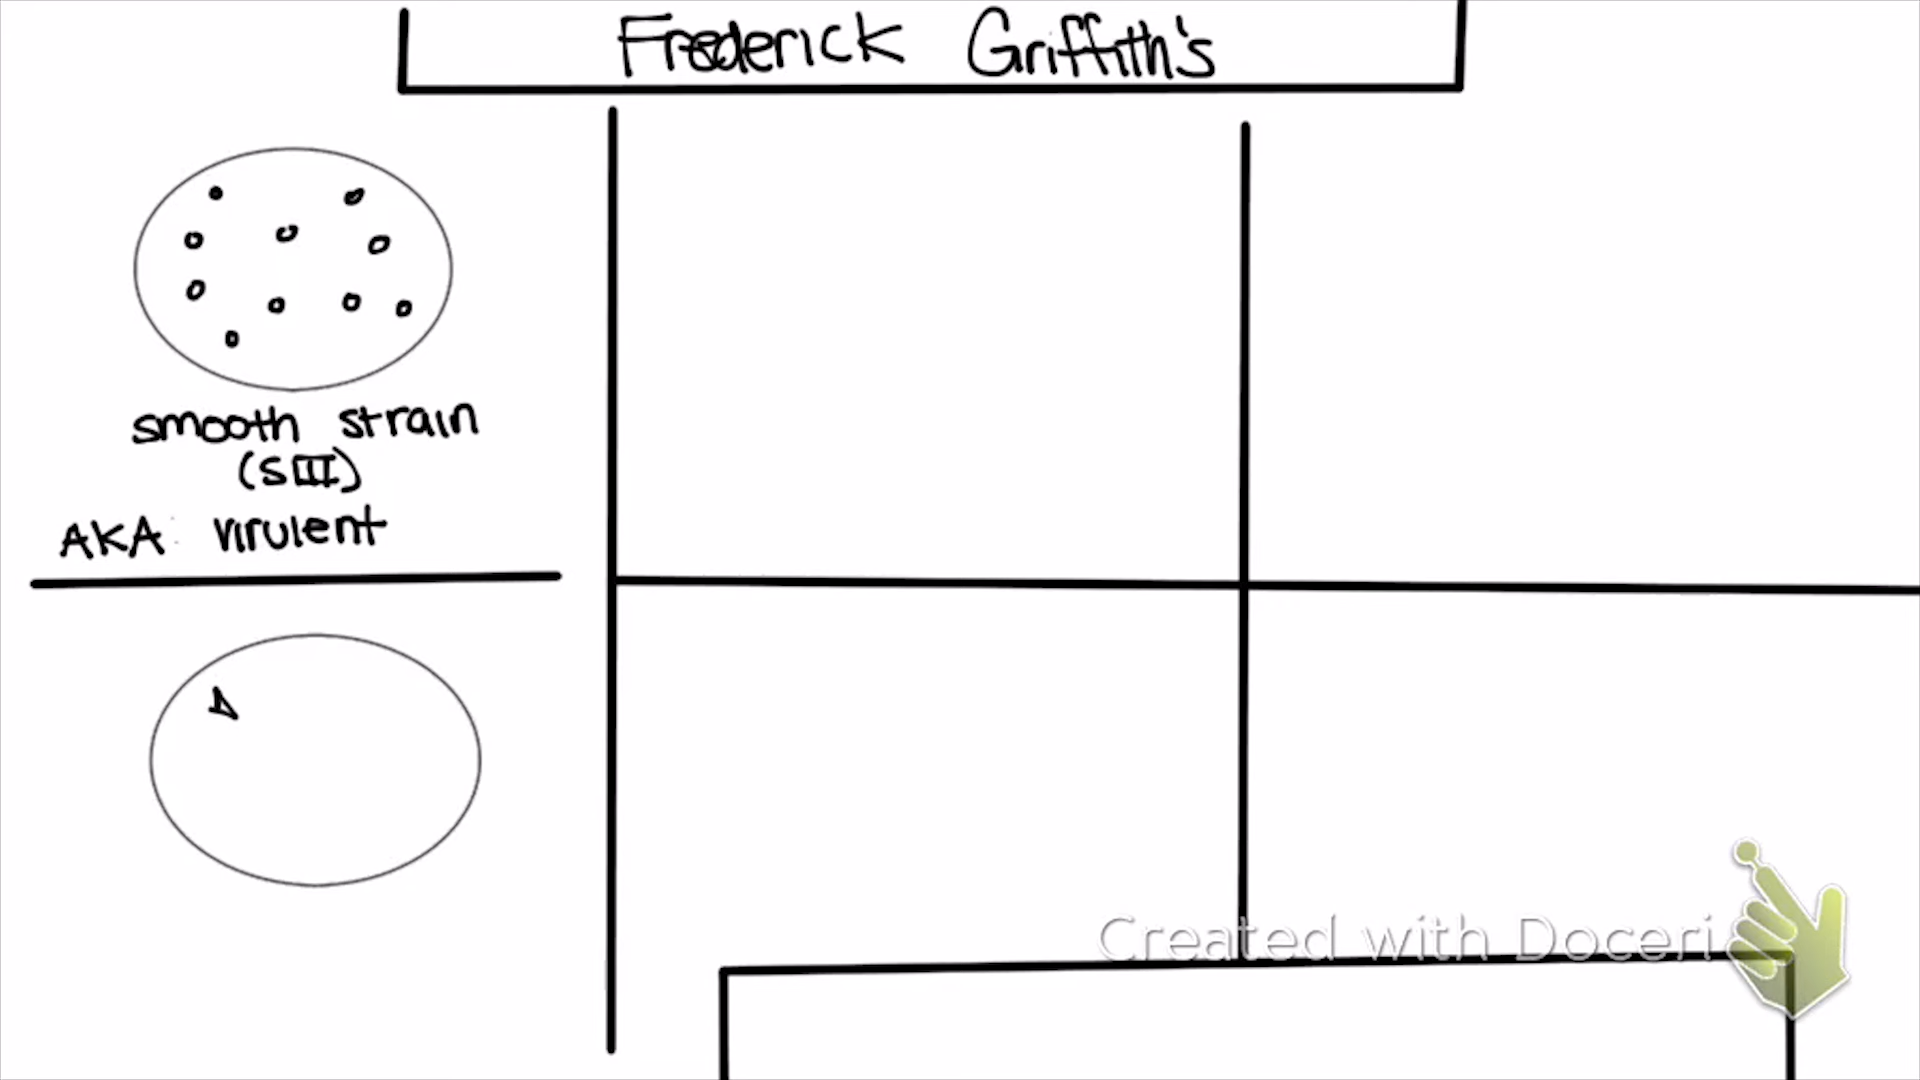 Frederick Griffith's
smooth strain
(SIII)
AKA: virulent
Created with Doceri